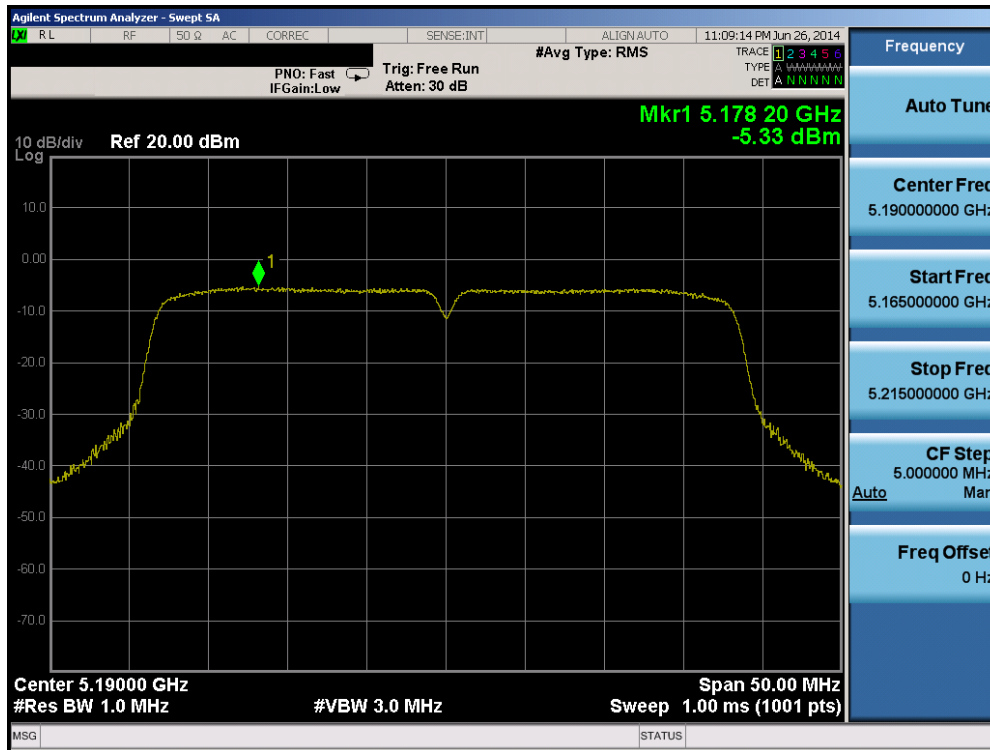 Agilent Spectrum Analyzer - Swept SA
LXI RL RF 50 Ω AC CORREC SENSE:INT ALIGN AUTO 11:09:14 PM Jun 26, 2014
#Avg Type: RMS TRACE 1 2 3 4 5 6
PNO: Fast Trig: Free Run TYPE A WWWWW
IFGain:Low Atten: 30 dB DET A N N N N N
Mkr1 5.178 20 GHz
-5.33 dBm
10 dB/div Ref 20.00 dBm
Log
10.0
0.00
1
-10.0
-20.0
-30.0
-40.0
-50.0
-60.0
-70.0
Center 5.19000 GHz Span 50.00 MHz
#Res BW 1.0 MHz #VBW 3.0 MHz Sweep 1.00 ms (1001 pts)
MSG STATUS
Frequency
Auto Tune
Center Freq
5.190000000 GHz
Start Freq
5.165000000 GHz
Stop Freq
5.215000000 GHz
CF Step
5.000000 MHz
Auto Man
Freq Offset
0 Hz